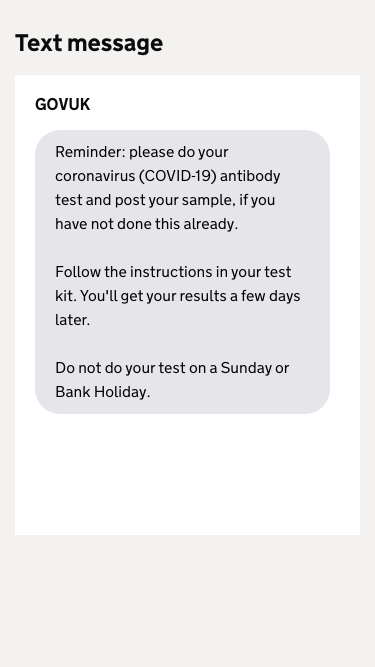 Text message
GOVUK
Reminder: please do your
coronavirus (COVID-19) antibody
test and post your sample, if you
have not done this already.
Follow the instructions in your test
kit. You'll get your results a few days
later.
Do not do your test on a Sunday or
Bank Holiday.